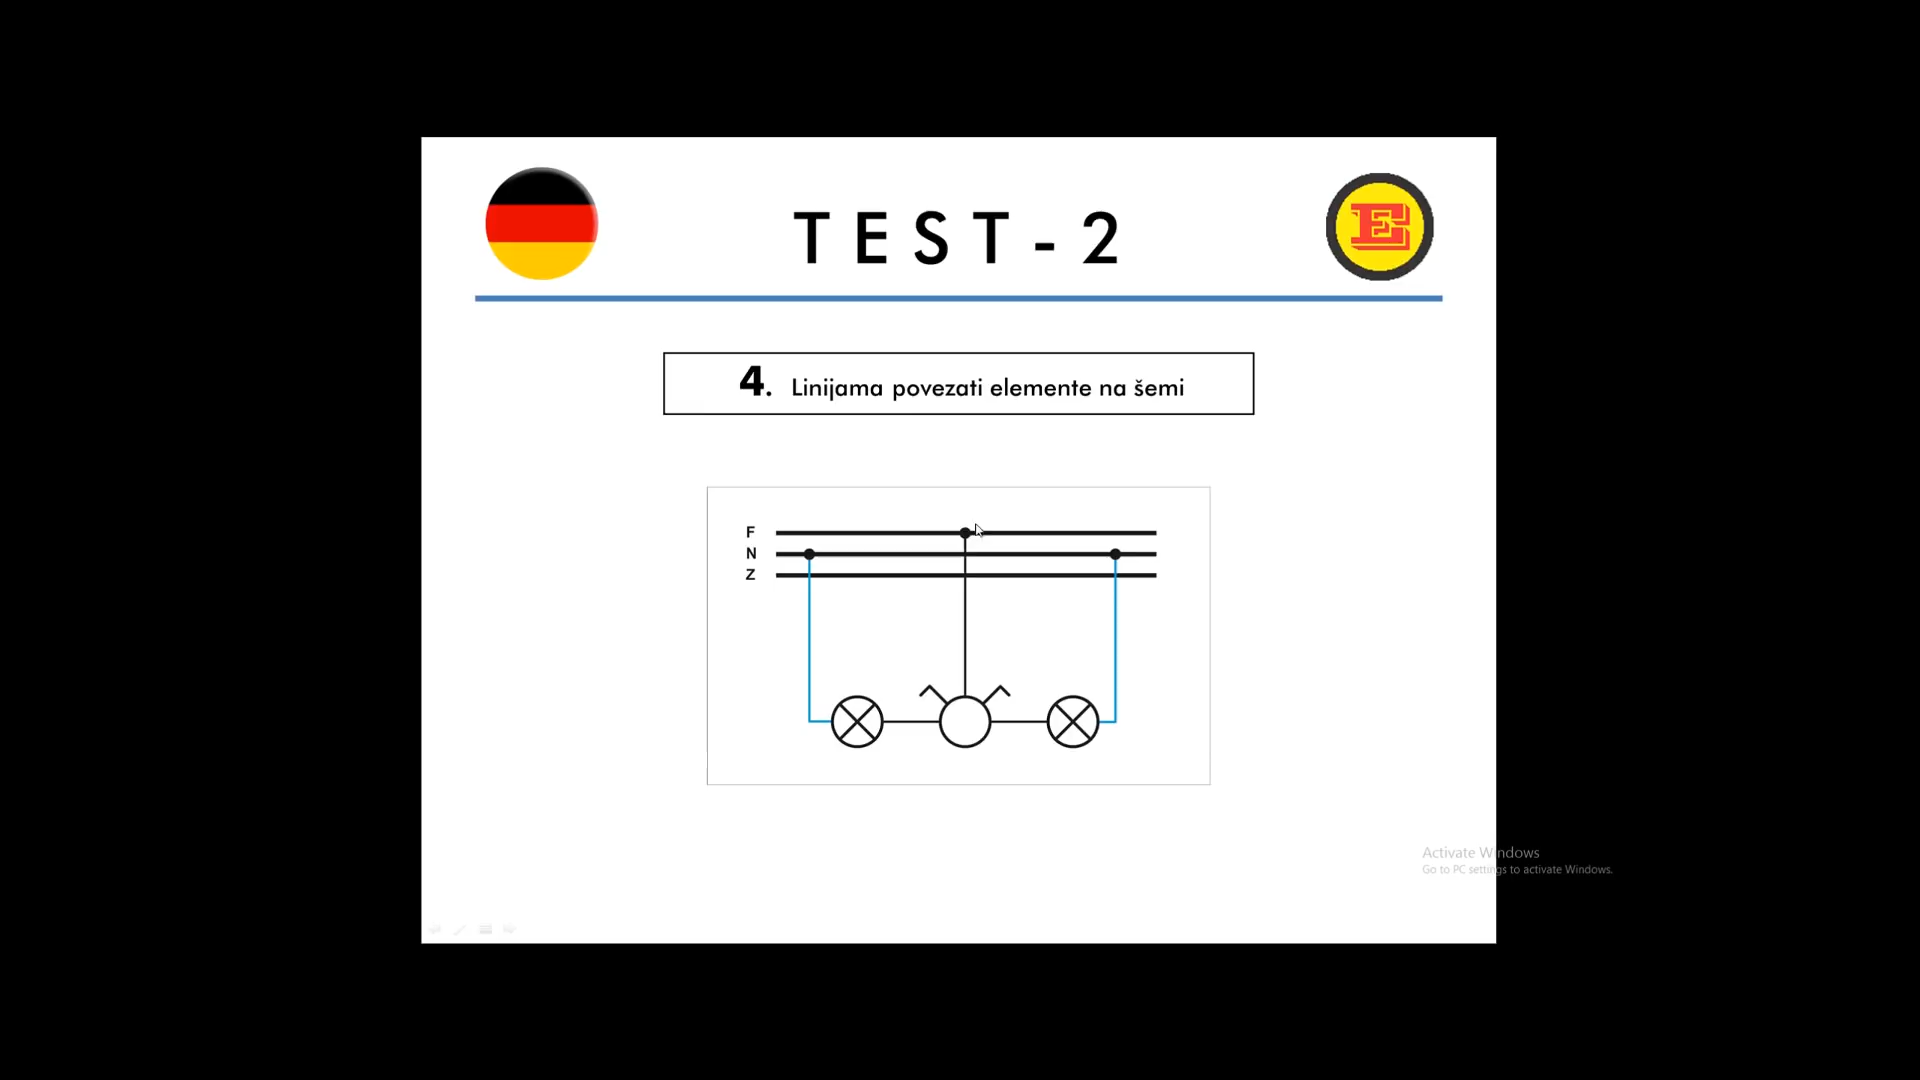 TEST-2
E
4. Linijama povezati elemente na šemi
F
N
Z
Activate Windows
Go to PC settings to activate Windows.